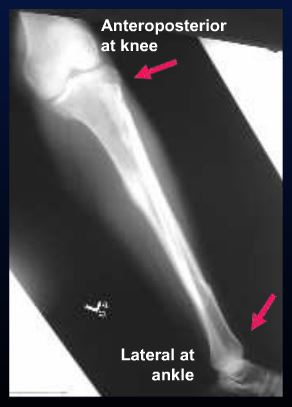 Anteroposterior
at knee
Lateral at
ankle